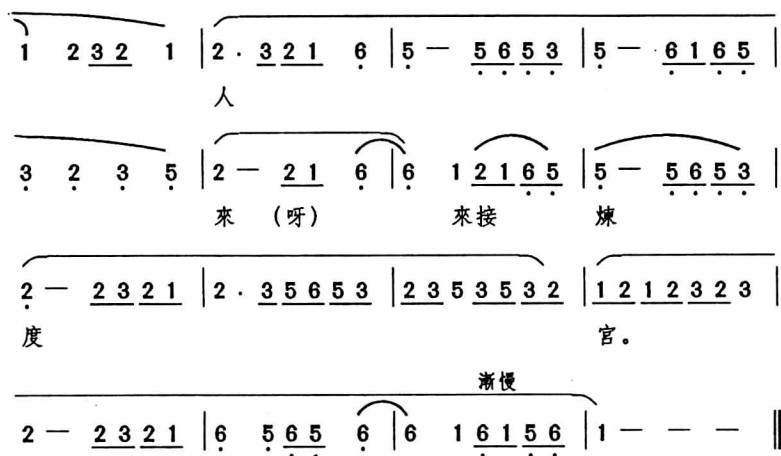 1 2 3 2 1 | 2 · 3 2 1 6̣ | 5̣ — 5̣ 6̣ 5̣ 3̣ | 5̣ — 6̣ 1 6̣ 5̣ |
人
3̣ 2̣ 3̣ 5̣ | 2 — 2 1 6̣ | 6̣ 1 2 1 6̣ 5̣ | 5̣ — 5̣ 6̣ 5̣ 3̣ |
來 (呀) 來接 煉
2̣ — 2 3 2 1 | 2 · 3 5 6 5 3 | 2 3 5 3 5 3 2 | 1 2 1 2 3 2 3 |
度 宮。
漸慢
2 — 2 3 2 1 | 6̣ 5̣ 6̣ 5̣ 6̣ | 6̣ 1 6̣ 1 5̣ 6̣ | 1 — — — ‖